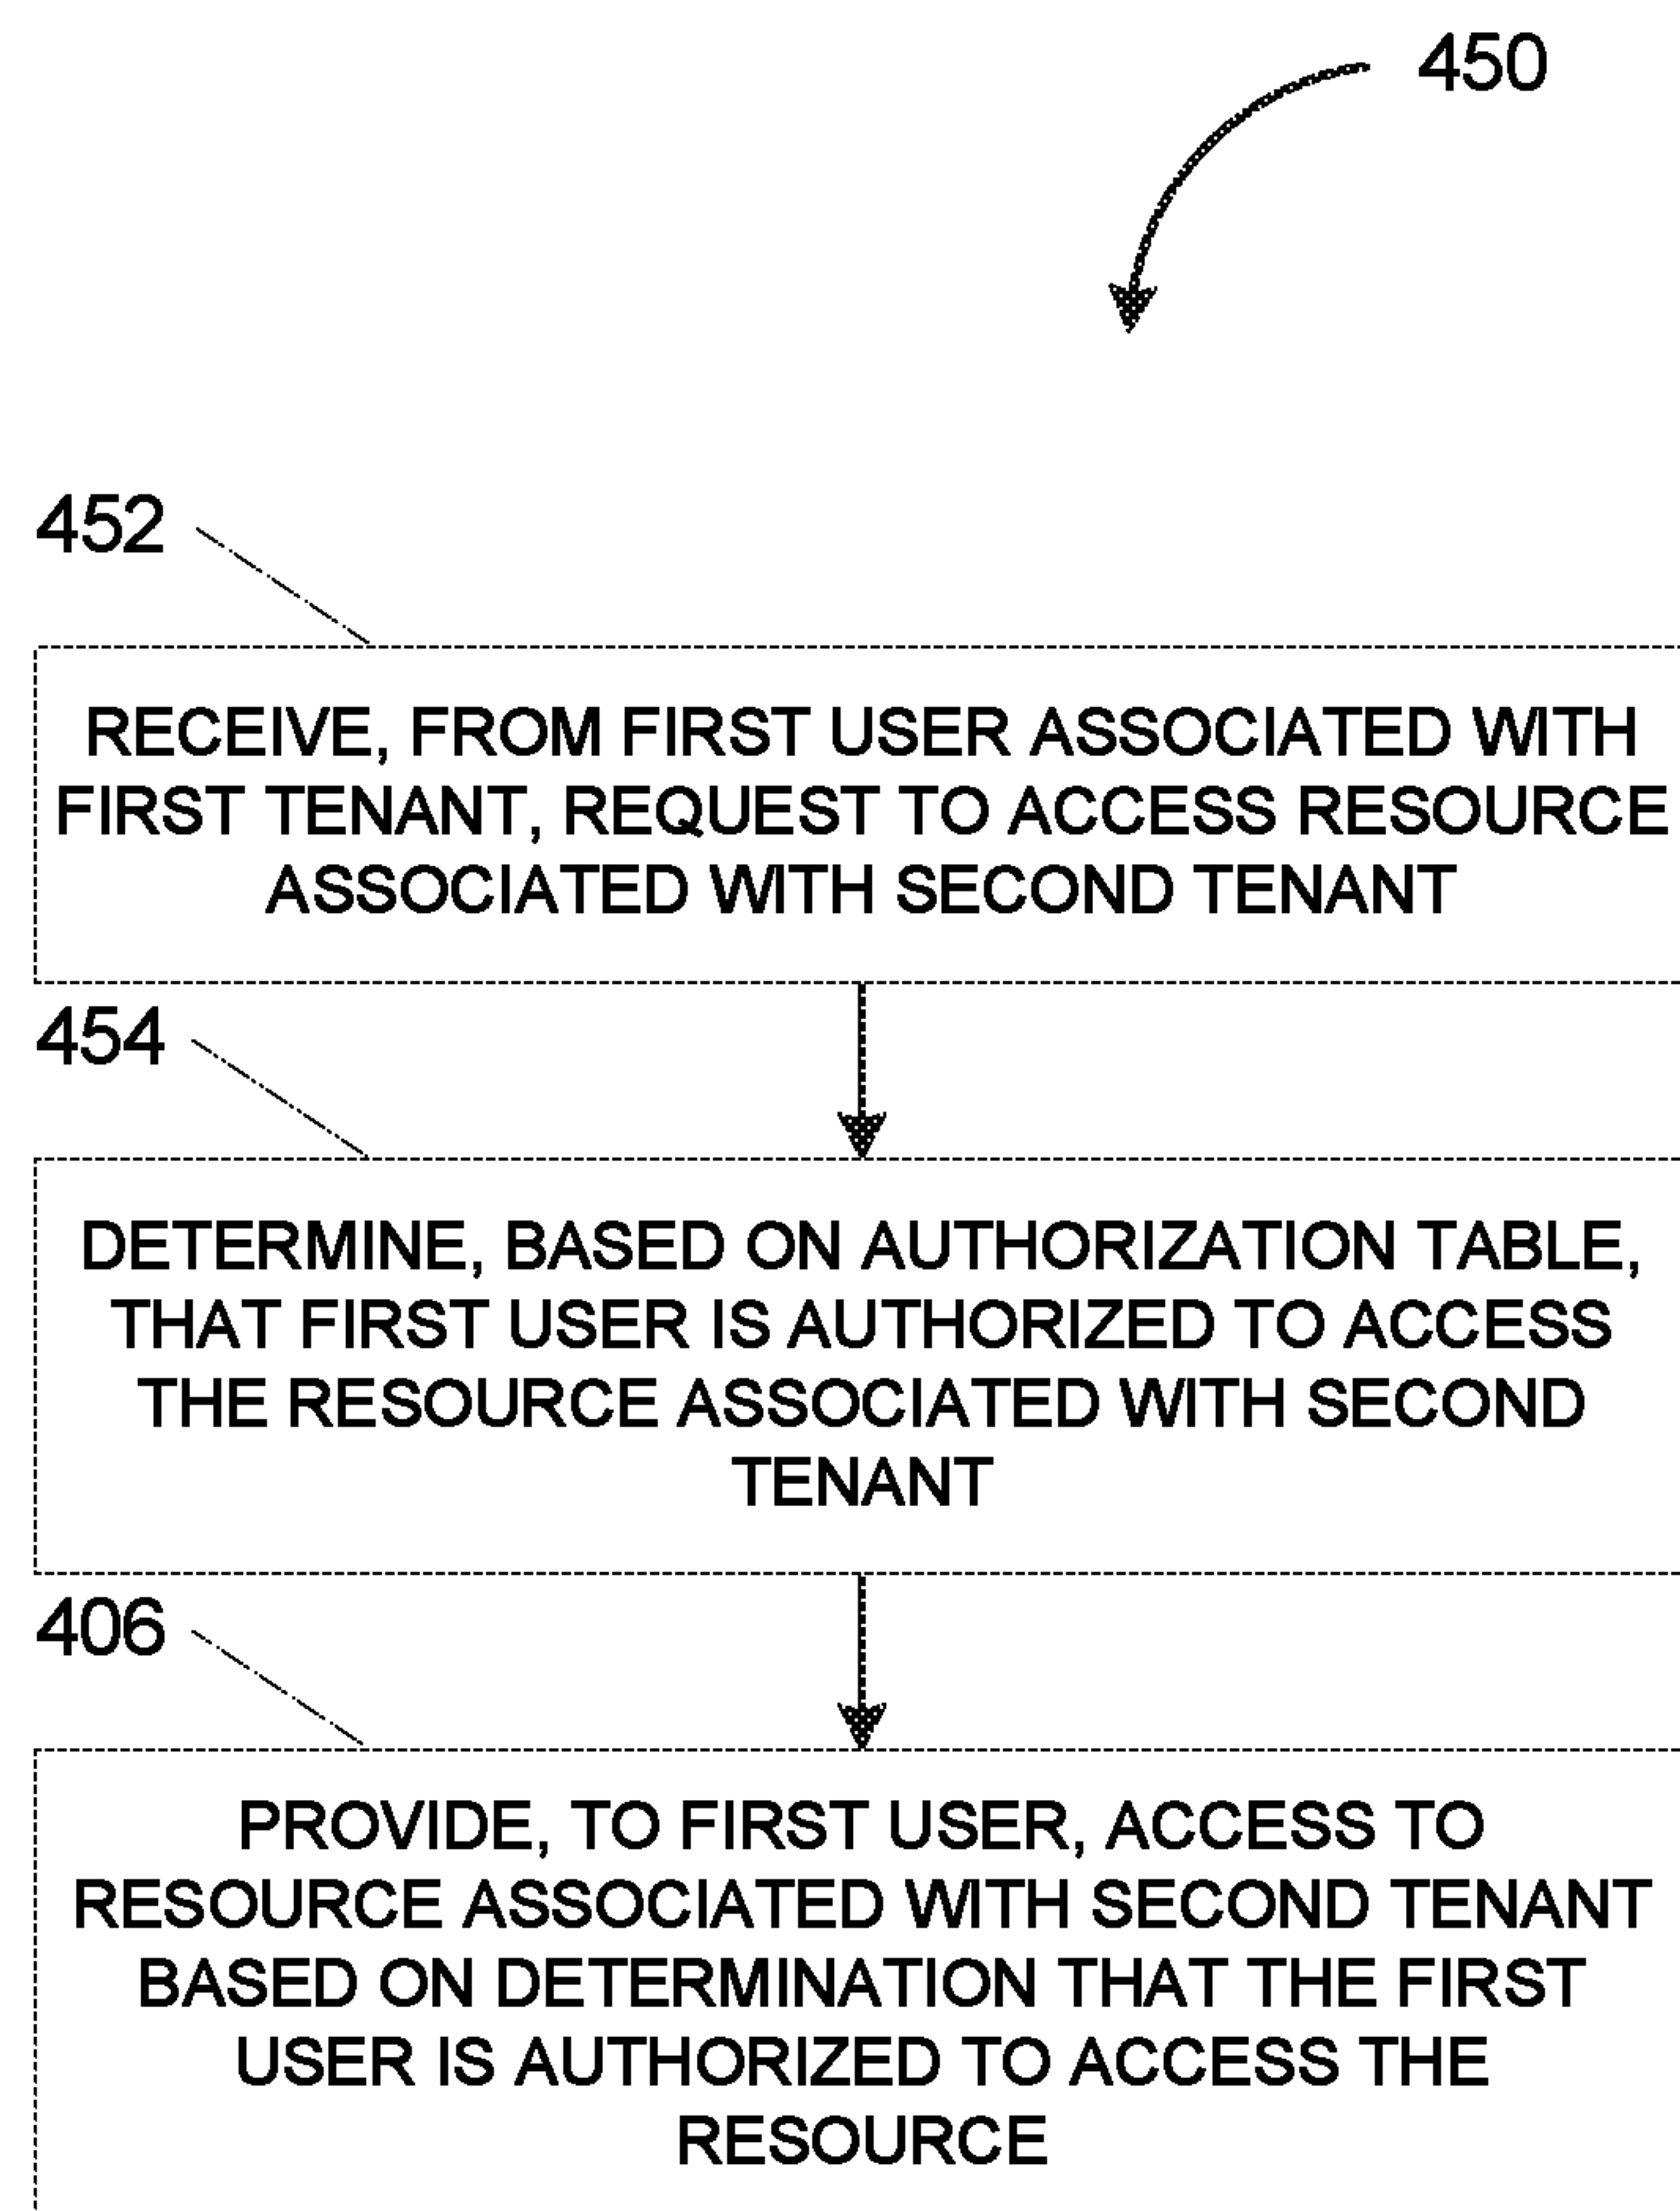 450
452
RECEIVE, FROM FIRST USER ASSOCIATED WITH
FIRST TENANT, REQUEST TO ACCESS RESOURCE
ASSOCIATED WITH SECOND TENANT
454
DETERMINE, BASED ON AUTHORIZATION TABLE,
THAT FIRST USER IS AUTHORIZED TO ACCESS
THE RESOURCE ASSOCIATED WITH SECOND
TENANT
406
PROVIDE, TO FIRST USER, ACCESS TO
RESOURCE ASSOCIATED WITH SECOND TENANT
BASED ON DETERMINATION THAT THE FIRST
USER IS AUTHORIZED TO ACCESS THE
RESOURCE